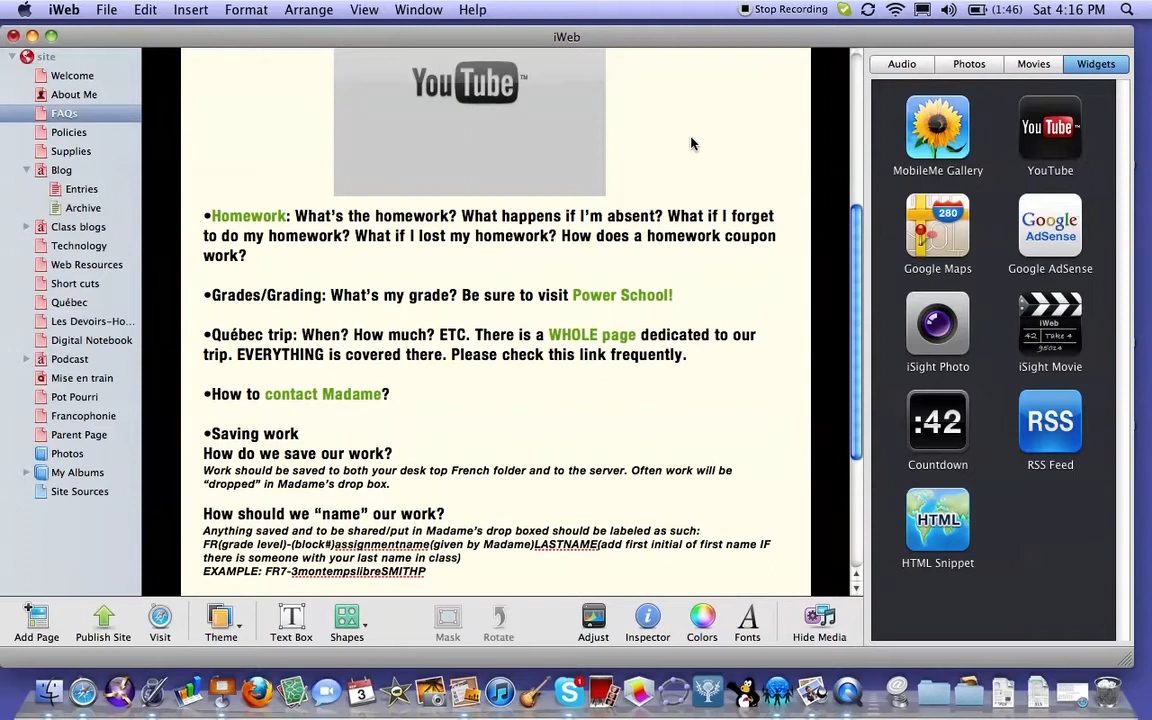 iWeb File Edit Insert Format Arrange View Window Help Stop Recording (1:46) Sat 4:16 PM
iWeb
site
Welcome
About Me
FAQs
Policies
Supplies
Blog
Entries
Archive
Class blogs
Technology
Web Resources
Short cuts
Québec
Les Devoirs-Ho...
Digital Notebook
Podcast
Mise en train
Pot Pourri
Francophonie
Parent Page
Photos
My Albums
Site Sources
YouTube™
•Homework: What's the homework? What happens if I'm absent? What if I forget
to do my homework? What if I lost my homework? How does a homework coupon
work?
•Grades/Grading: What's my grade? Be sure to visit Power School!
•Québec trip: When? How much? ETC. There is a WHOLE page dedicated to our
trip. EVERYTHING is covered there. Please check this link frequently.
•How to contact Madame?
•Saving work
How do we save our work?
Work should be saved to both your desk top French folder and to the server. Often work will be
“dropped” in Madame's drop box.
How should we “name” our work?
Anything saved and to be shared/put in Madame's drop boxed should be labeled as such:
FR(grade level)-(block#)assignmentname(given by Madame)LASTNAME(add first initial of first name IF
there is someone with your last name in class)
EXAMPLE: FR7-3montempslibreSMITHP
Audio Photos Movies Widgets
You Tube
MobileMe Gallery YouTube
280
Google AdSense
Google Maps Google AdSense
iWeb
42 Take 4
95014
iSight Photo iSight Movie
:42 RSS
Countdown RSS Feed
HTML
HTML Snippet
Add Page Publish Site Visit Theme Text Box Shapes Mask Rotate Adjust Inspector Colors Fonts Hide Media
3
1